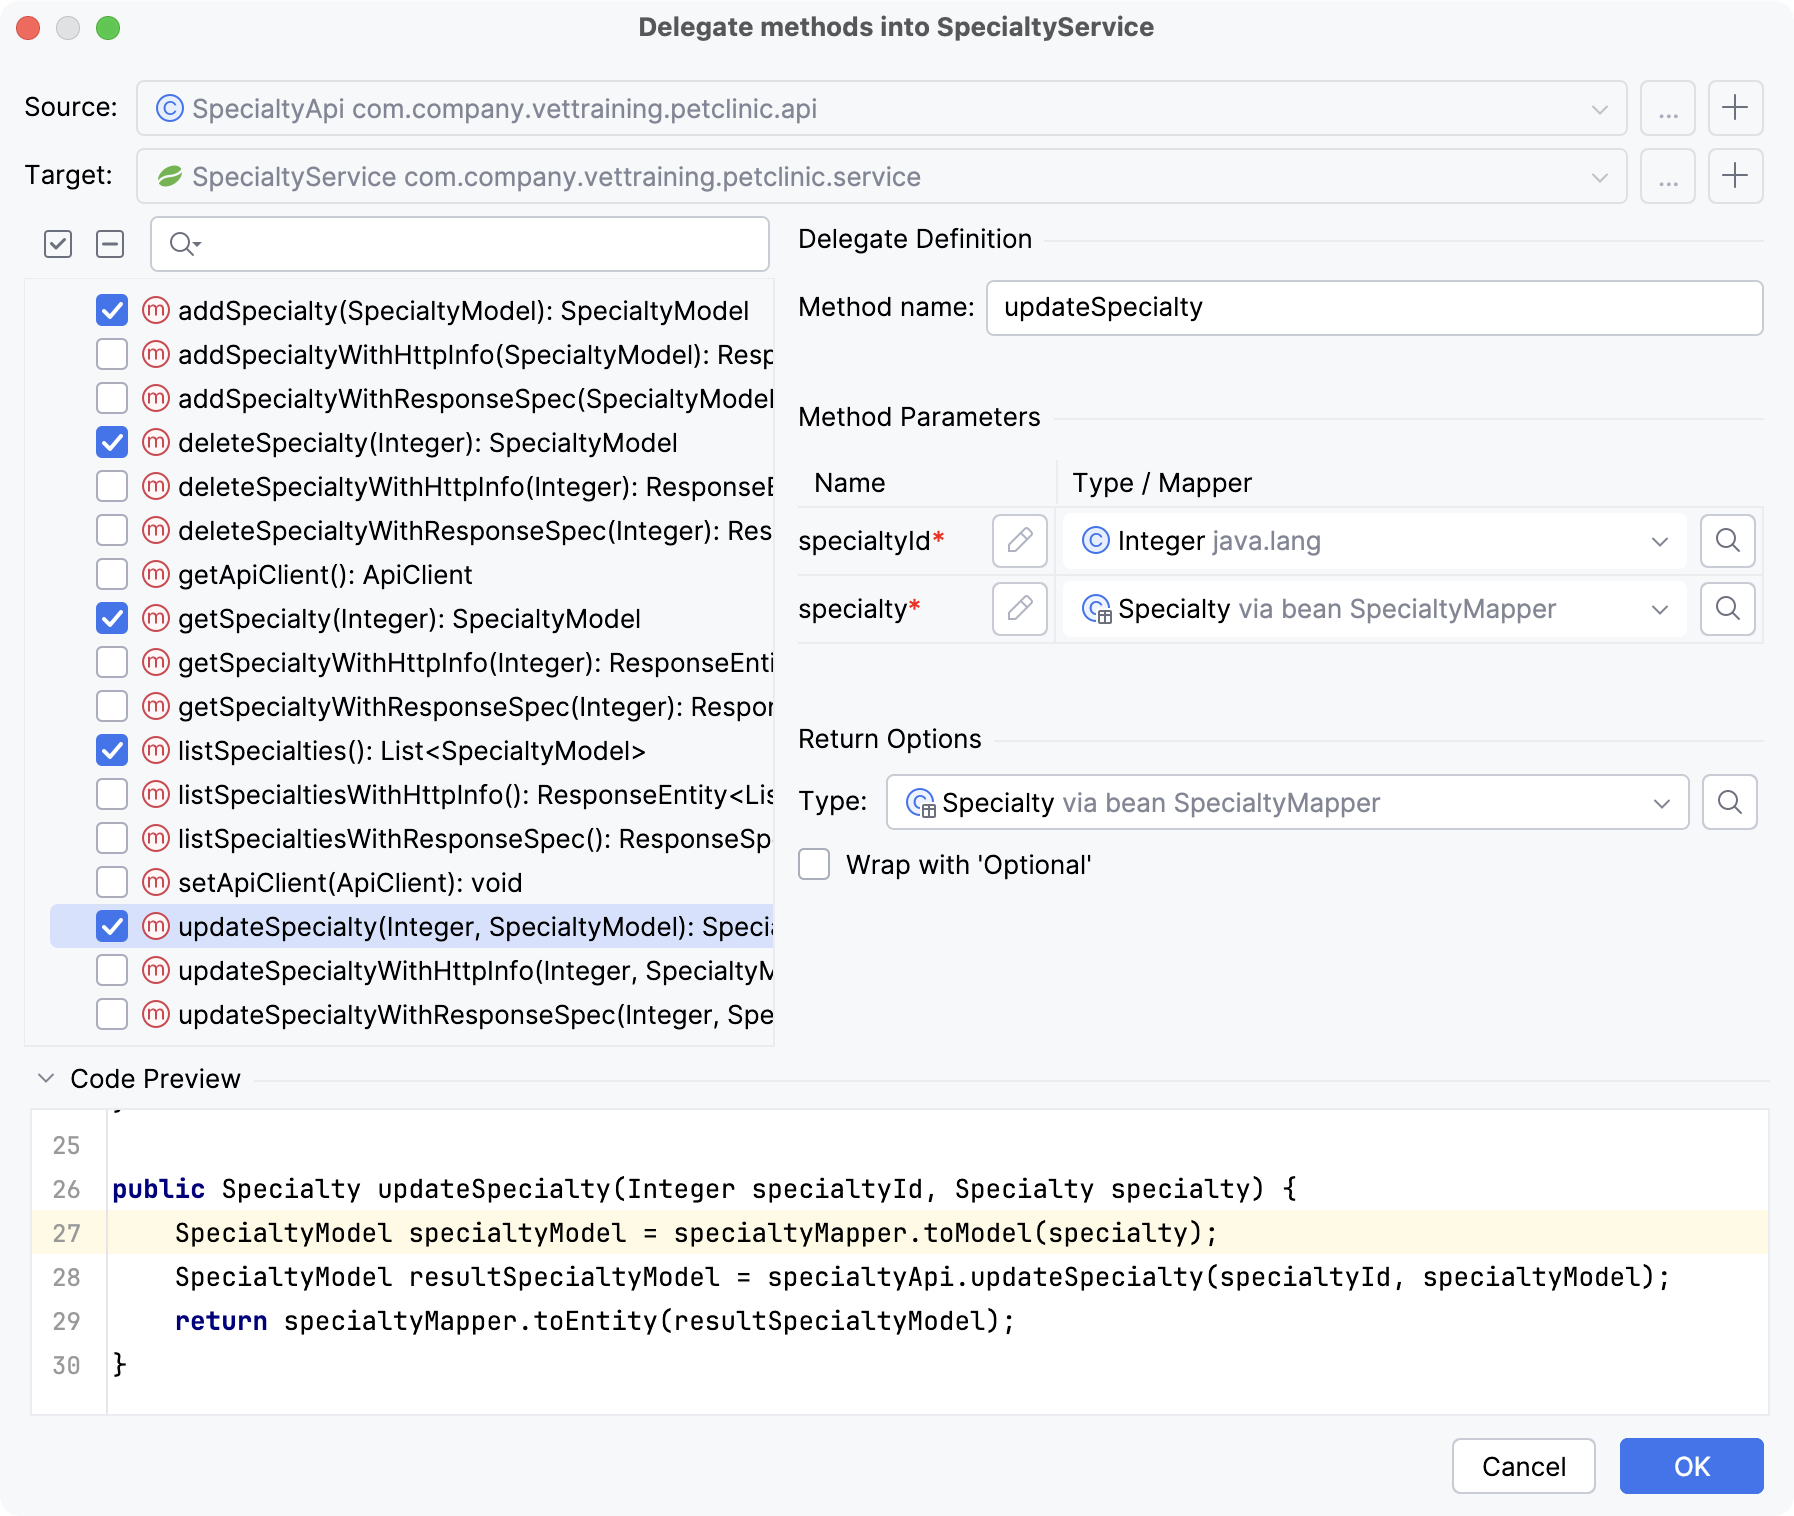 Delegate methods into SpecialtyService
Source: SpecialtyApi com.company.vettraining.petclinic.api ...
Target: SpecialtyService com.company.vettraining.petclinic.service ...
addSpecialty(SpecialtyModel): SpecialtyModel
addSpecialtyWithHttpInfo(SpecialtyModel): Resp
addSpecialtyWithResponseSpec(SpecialtyModel
deleteSpecialty(Integer): SpecialtyModel
deleteSpecialtyWithHttpInfo(Integer): ResponseE
deleteSpecialtyWithResponseSpec(Integer): Res
getApiClient(): ApiClient
getSpecialty(Integer): SpecialtyModel
getSpecialtyWithHttpInfo(Integer): ResponseEnti
getSpecialtyWithResponseSpec(Integer): Respon
listSpecialties(): List<SpecialtyModel>
listSpecialtiesWithHttpInfo(): ResponseEntity<Lis
listSpecialtiesWithResponseSpec(): ResponseSp
setApiClient(ApiClient): void
updateSpecialty(Integer, SpecialtyModel): Specia
updateSpecialtyWithHttpInfo(Integer, SpecialtyM
updateSpecialtyWithResponseSpec(Integer, Spe
Delegate Definition
Method name: updateSpecialty
Method Parameters
Name Type / Mapper
specialtyId* Integer java.lang
specialty* Specialty via bean SpecialtyMapper
Return Options
Type: Specialty via bean SpecialtyMapper
Wrap with 'Optional'
Code Preview
25
26 public Specialty updateSpecialty(Integer specialtyId, Specialty specialty) {
27 SpecialtyModel specialtyModel = specialtyMapper.toModel(specialty);
28 SpecialtyModel resultSpecialtyModel = specialtyApi.updateSpecialty(specialtyId, specialtyModel);
29 return specialtyMapper.toEntity(resultSpecialtyModel);
30 }
Cancel OK